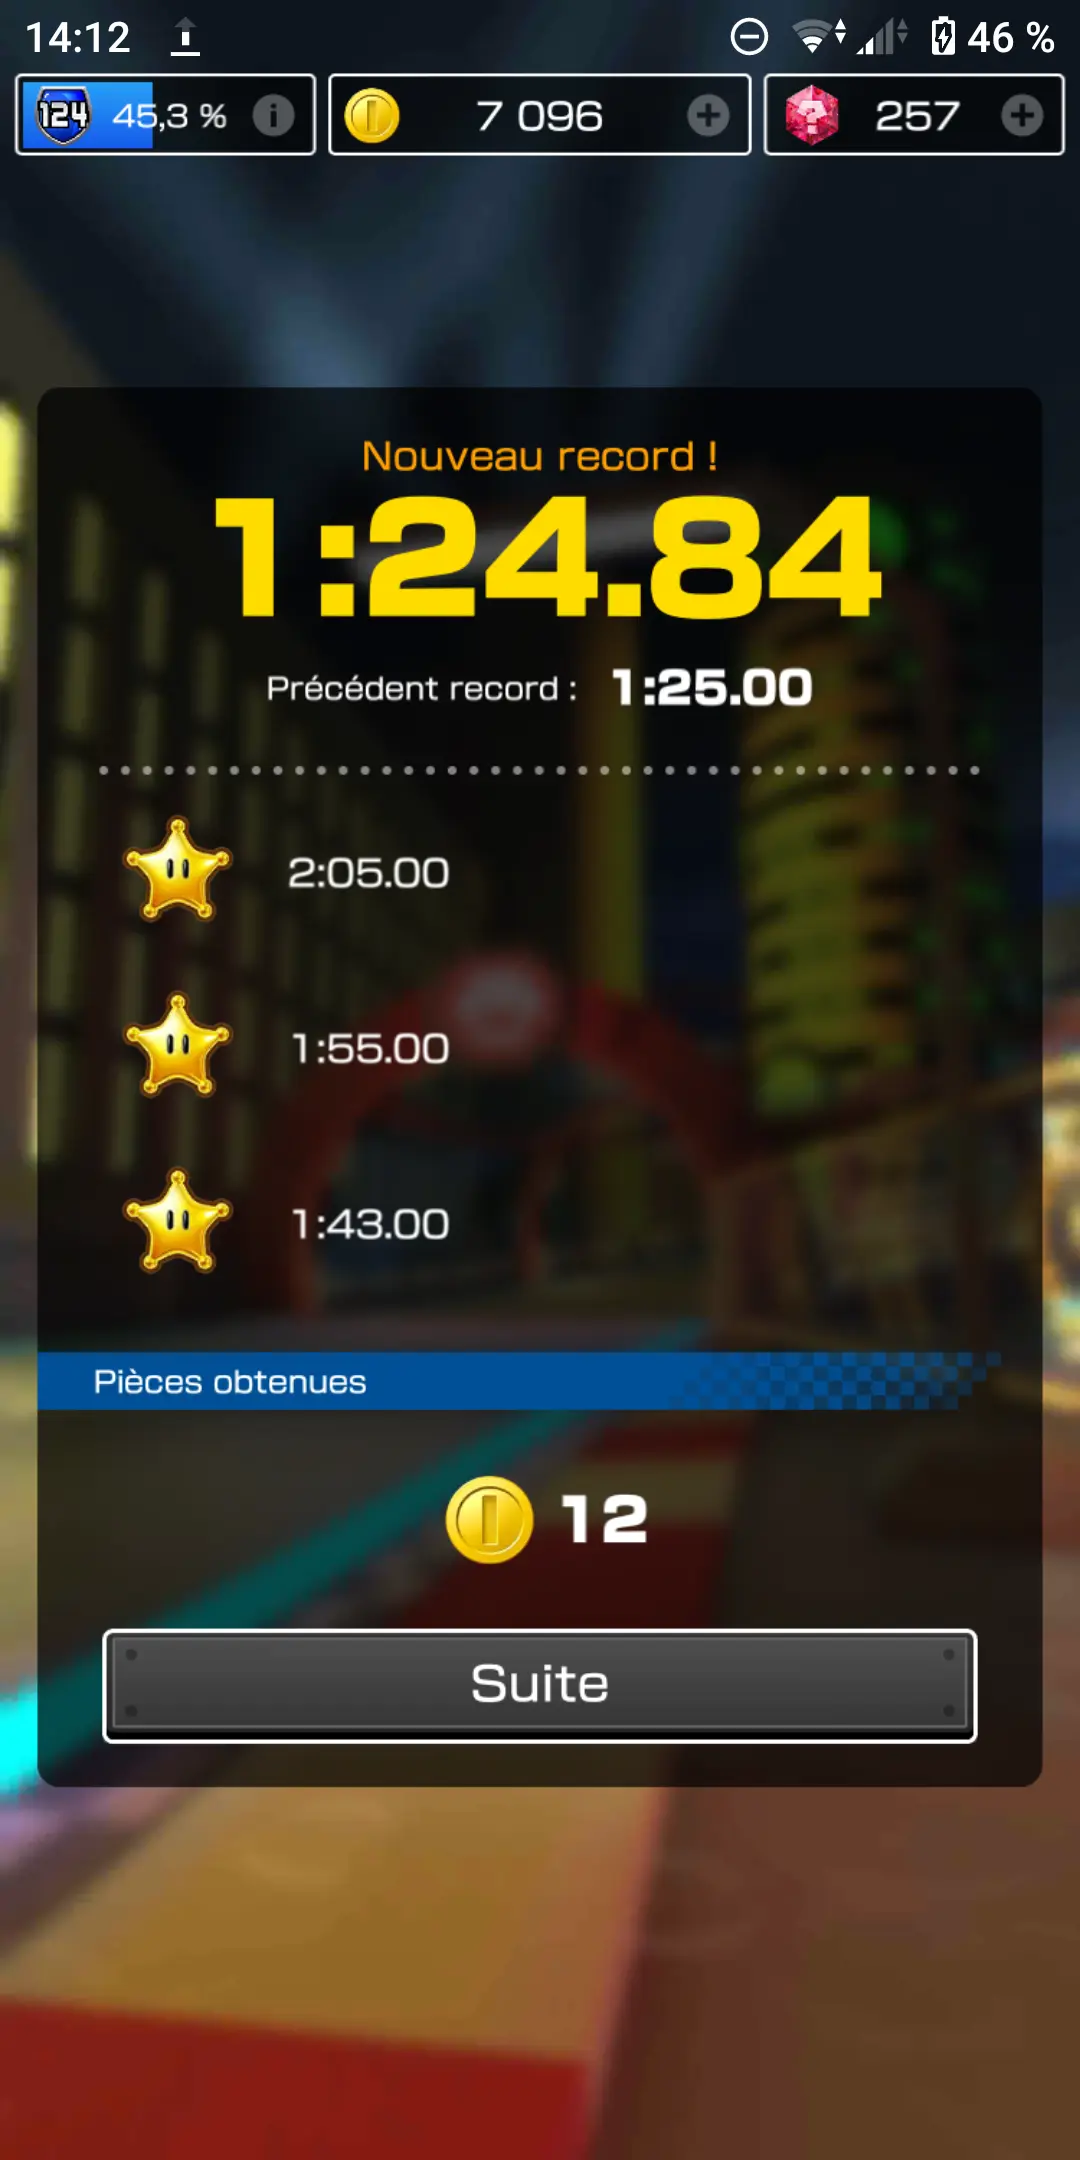 14:12 46 %
124 45,3 % i 7 096 + ? 257 +
Nouveau record !
1:24.84
Précédent record : 1:25.00
2:05.00
1:55.00
1:43.00
Pièces obtenues
12
Suite